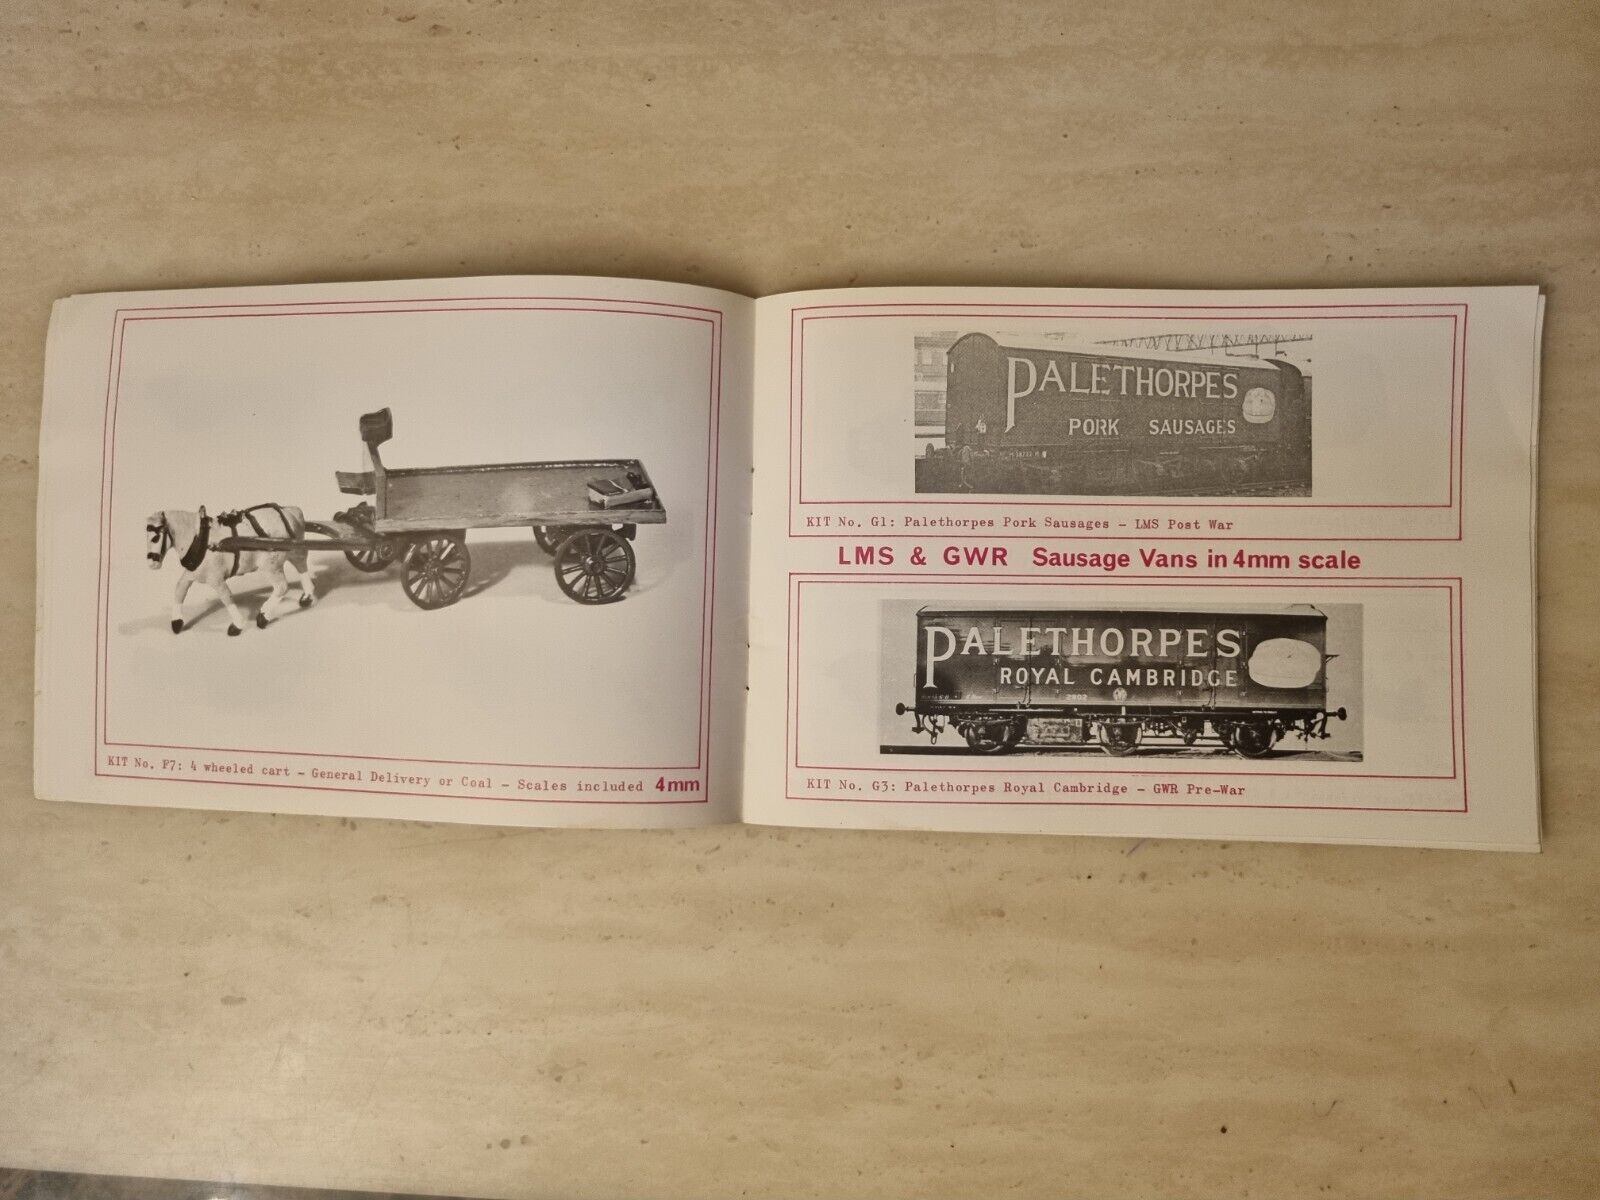 KIT No. F7: 4 wheeled cart - General Delivery or Coal - Scales included 4mm
PALETHORPES
PORK SAUSAGES
KIT No. G1: Palethorpes Pork Sausages - LMS Post War
LMS & GWR Sausage Vans in 4mm scale
PALETHORPES
ROYAL CAMBRIDGE
2802
KIT No. G3: Palethorpes Royal Cambridge - GWR Pre-War